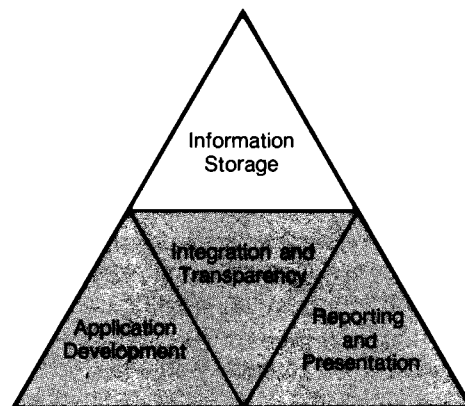 Information
Storage
Integration and
Transparency
Application
Development
Reporting
and
Presentation